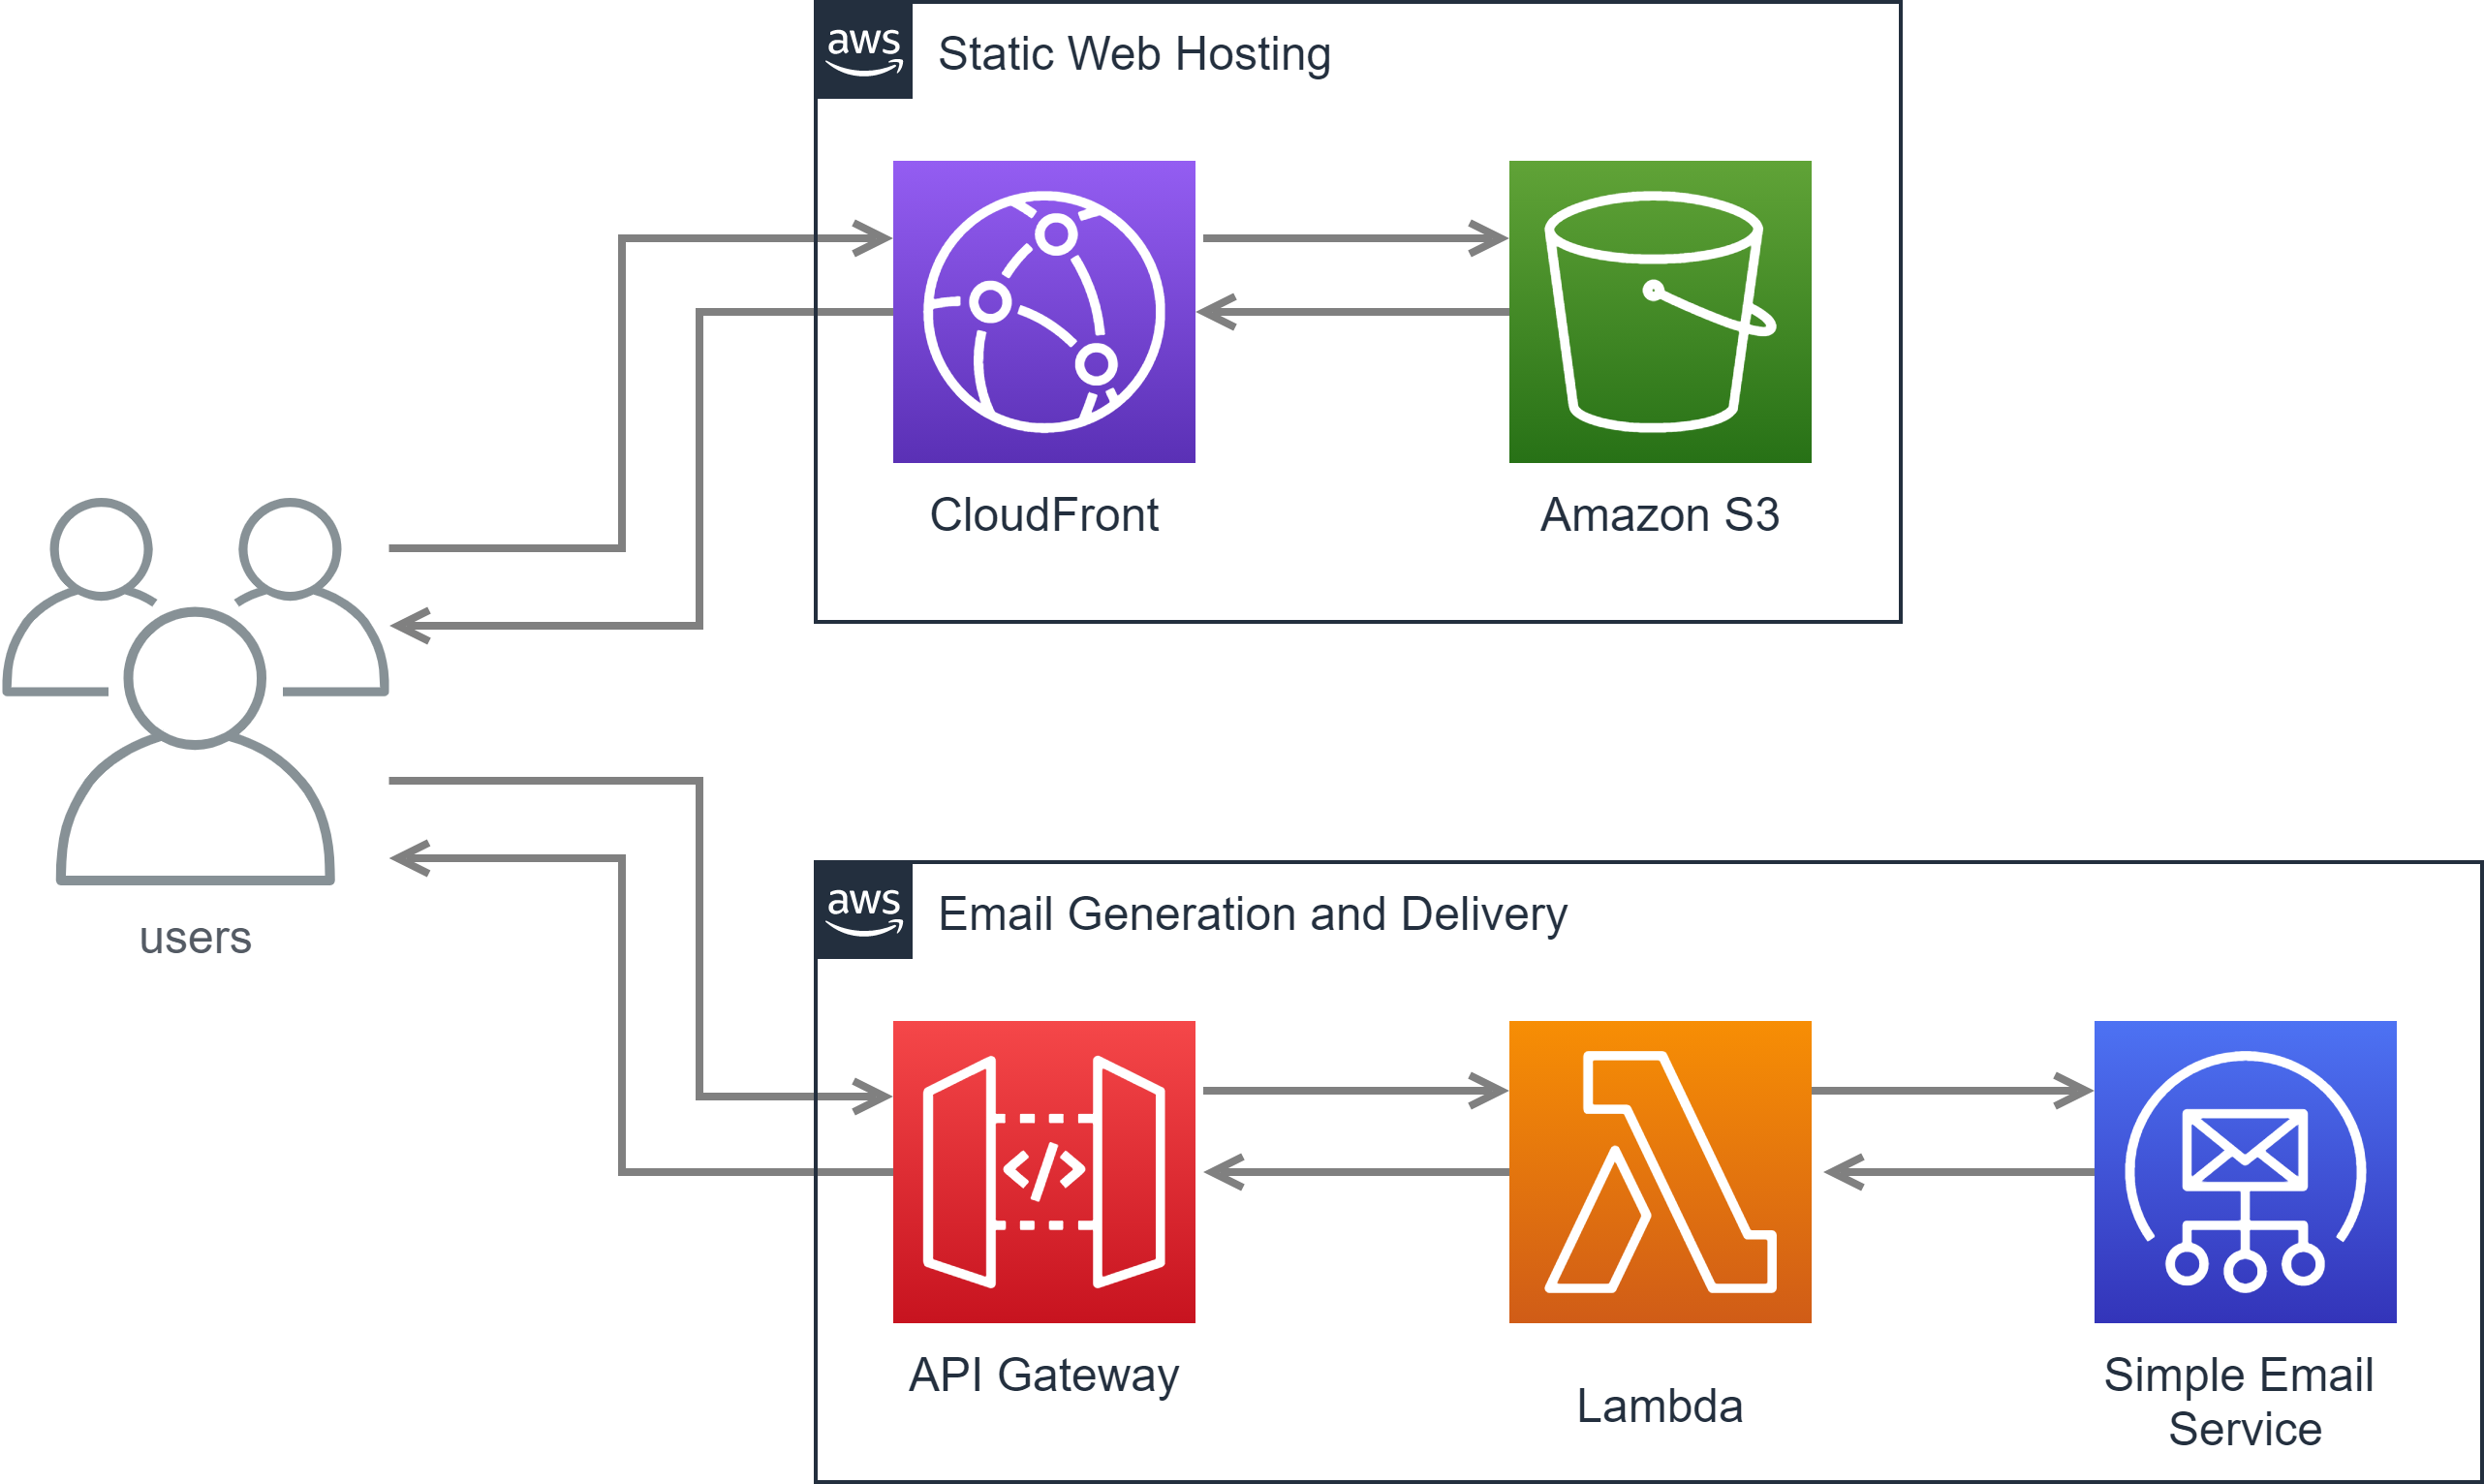 aws
Static Web Hosting
CloudFront
Amazon S3
users
aws
Email Generation and Delivery
</>
API Gateway
Lambda
Simple Email
Service